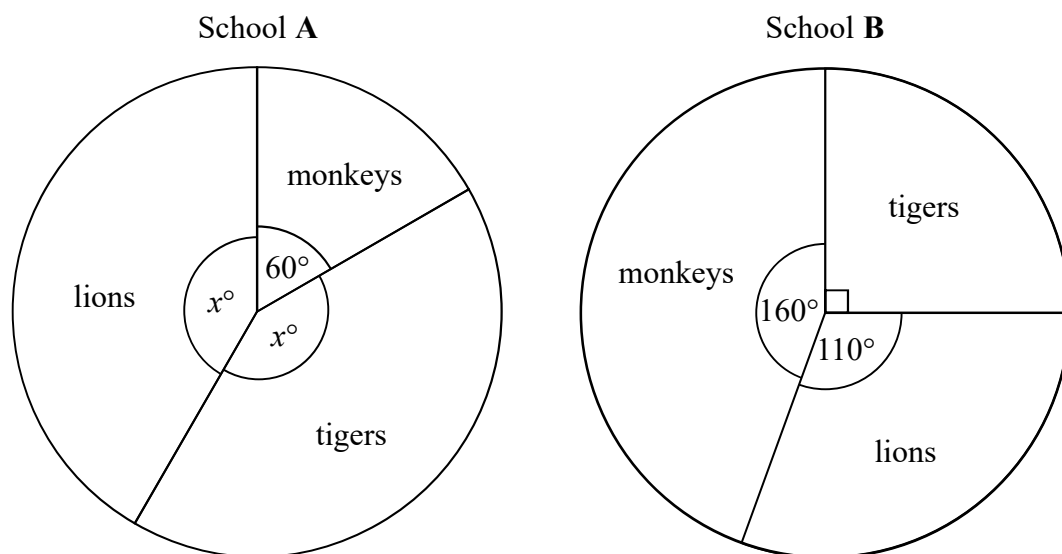 School A
monkeys
60°
lions
x°
x°
tigers
School B
tigers
monkeys
160°
110°
lions